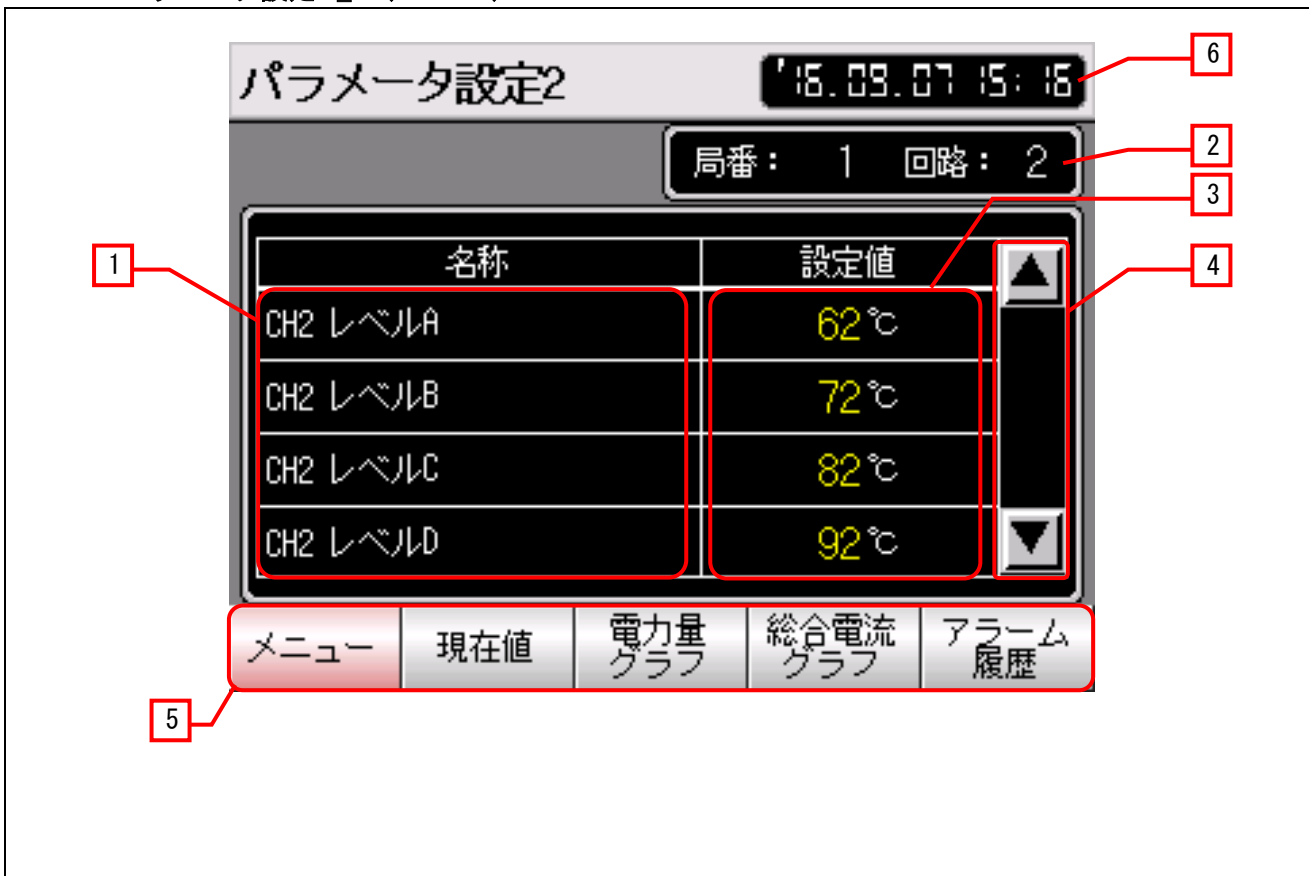 パラメータ設定2
'16.09.07 15:16
6
局番： 1 回路： 2
2
3
名称 設定値
1
4
CH2 レベルA 62℃
CH2 レベルB 72℃
CH2 レベルC 82℃
CH2 レベルD 92℃
メニュー 現在値 電力量グラフ 総合電流グラフ アラーム履歴
5